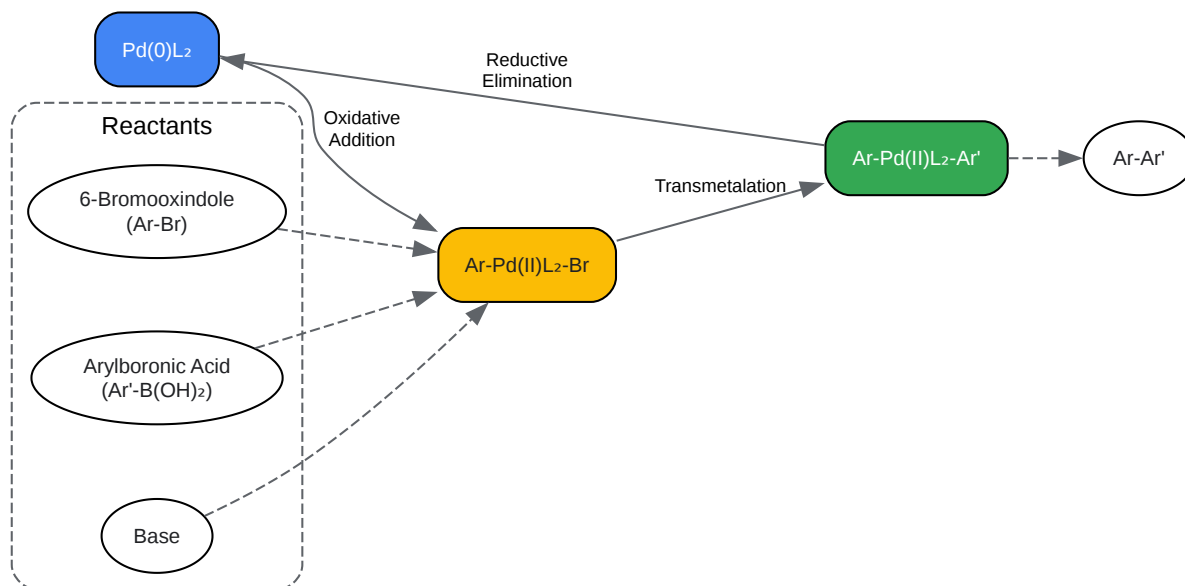 Pd(0)L₂
Reductive
Elimination
Reactants
Oxidative
Addition
Ar-Pd(II)L₂-Ar'
Ar-Ar'
6-Bromooxindole
(Ar-Br)
Transmetalation
Ar-Pd(II)L₂-Br
Arylboronic Acid
(Ar'-B(OH)₂)
Base